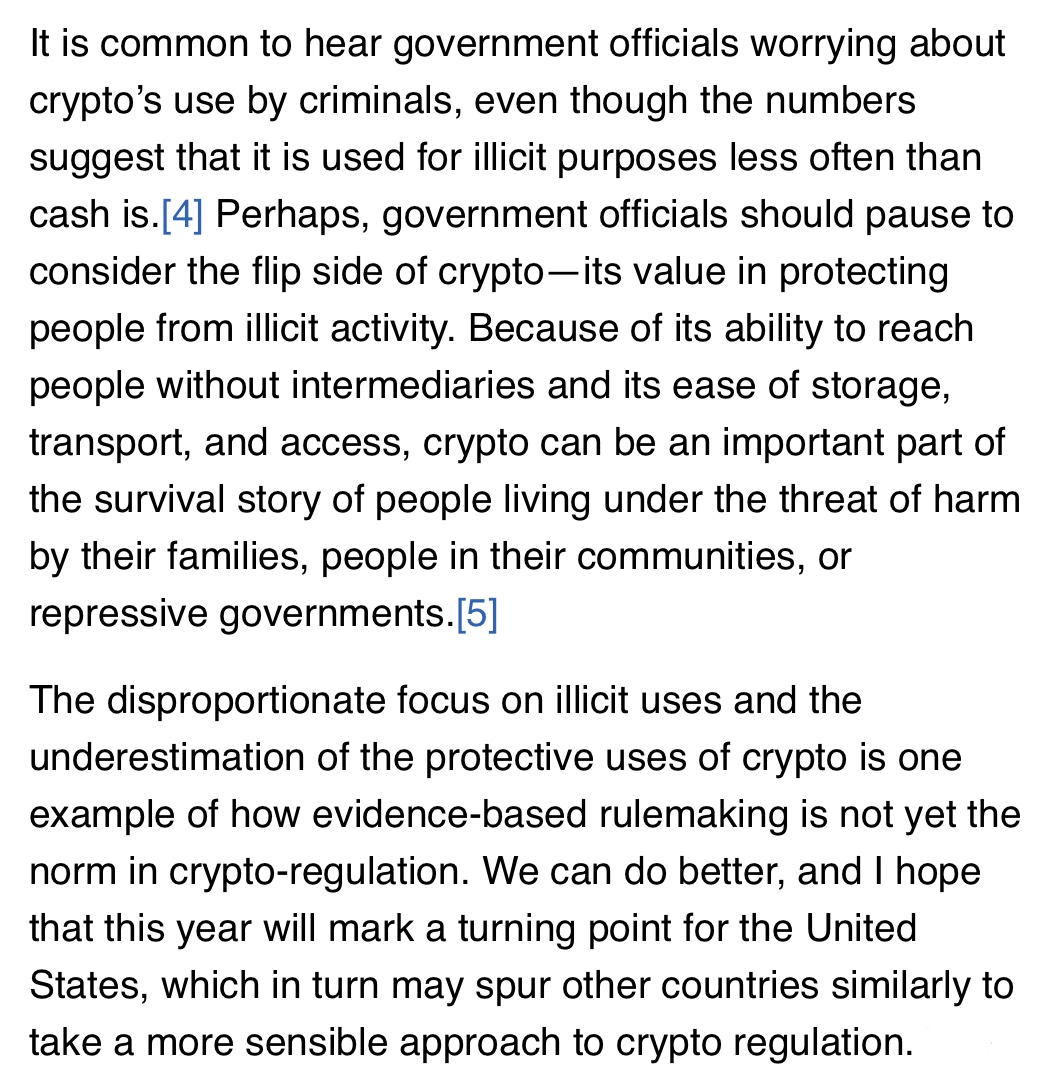 It is common to hear government officials worrying about
crypto’s use by criminals, even though the numbers
suggest that it is used for illicit purposes less often than
cash is.[4] Perhaps, government officials should pause to
consider the flip side of crypto—its value in protecting
people from illicit activity. Because of its ability to reach
people without intermediaries and its ease of storage,
transport, and access, crypto can be an important part of
the survival story of people living under the threat of harm
by their families, people in their communities, or
repressive governments.[5]
The disproportionate focus on illicit uses and the
underestimation of the protective uses of crypto is one
example of how evidence-based rulemaking is not yet the
norm in crypto-regulation. We can do better, and I hope
that this year will mark a turning point for the United
States, which in turn may spur other countries similarly to
take a more sensible approach to crypto regulation.